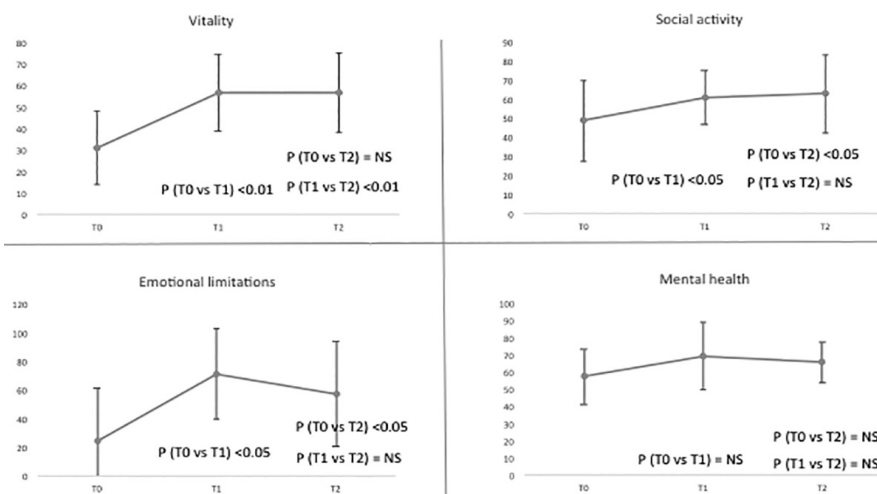 Vitality
80
70
60
50
40
30
20
10
0
P (T0 vs T2) = NS
P (T0 vs T1) <0.01
P (T1 vs T2) <0.01
T0
T1
T2
Social activity
90
80
70
60
50
40
30
20
10
0
P (T0 vs T2) <0.05
P (T0 vs T1) <0.05
P (T1 vs T2) = NS
T0
T1
T2
Emotional limitations
120
100
80
60
40
20
0
P (T0 vs T2) <0.05
P (T0 vs T1) <0.05
P (T1 vs T2) = NS
T0
T1
T2
Mental health
100
90
80
70
60
50
40
30
20
10
0
P (T0 vs T2) = NS
P (T0 vs T1) = NS
P (T1 vs T2) = NS
T0
T1
T2